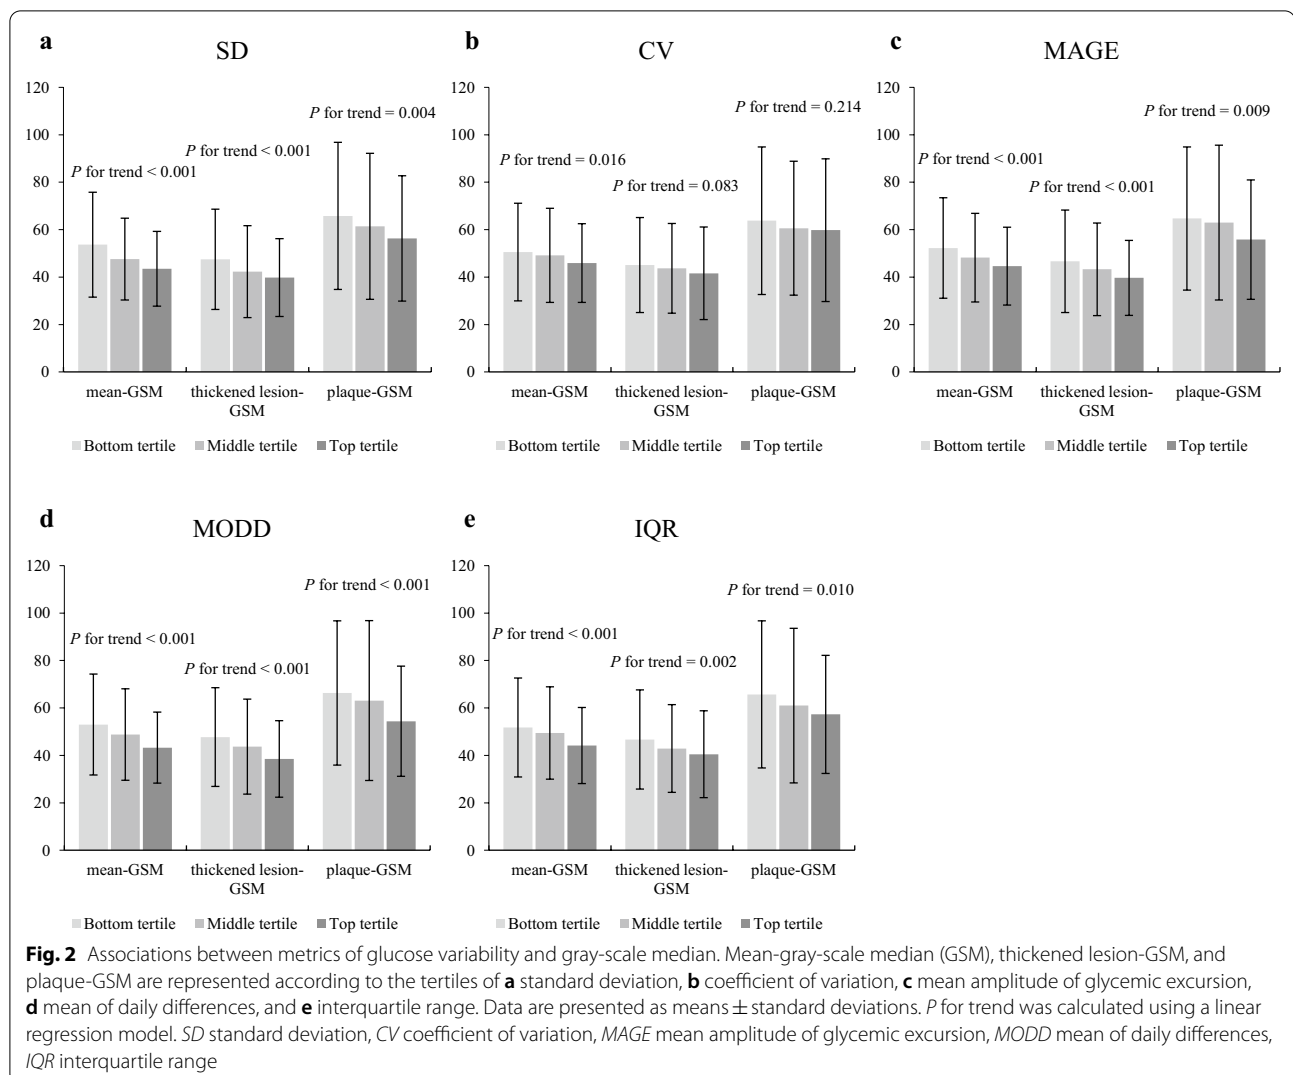 a
SD
120
100
80
60
40
20
0
P for trend < 0.001
P for trend < 0.001
P for trend = 0.004
mean-GSM
thickened lesion-
GSM
plaque-GSM
Bottom tertile
Middle tertile
Top tertile
b
CV
120
100
80
60
40
20
0
P for trend = 0.016
P for trend = 0.083
P for trend = 0.214
mean-GSM
thickened lesion-
GSM
plaque-GSM
Bottom tertile
Middle tertile
Top tertile
c
MAGE
120
100
80
60
40
20
0
P for trend < 0.001
P for trend < 0.001
P for trend = 0.009
mean-GSM
thickened lesion-
GSM
plaque-GSM
Bottom tertile
Middle tertile
Top tertile
d
MODD
120
100
80
60
40
20
0
P for trend < 0.001
P for trend < 0.001
P for trend < 0.001
mean-GSM
thickened lesion-
GSM
plaque-GSM
Bottom tertile
Middle tertile
Top tertile
e
IQR
120
100
80
60
40
20
0
P for trend < 0.001
P for trend = 0.002
P for trend = 0.010
mean-GSM
thickened lesion-
GSM
plaque-GSM
Bottom tertile
Middle tertile
Top tertile
Fig. 2 Associations between metrics of glucose variability and gray-scale median. Mean-gray-scale median (GSM), thickened lesion-GSM, and
plaque-GSM are represented according to the tertiles of a standard deviation, b coefficient of variation, c mean amplitude of glycemic excursion,
d mean of daily differences, and e interquartile range. Data are presented as means ± standard deviations. P for trend was calculated using a linear
regression model. SD standard deviation, CV coefficient of variation, MAGE mean amplitude of glycemic excursion, MODD mean of daily differences,
IQR interquartile range